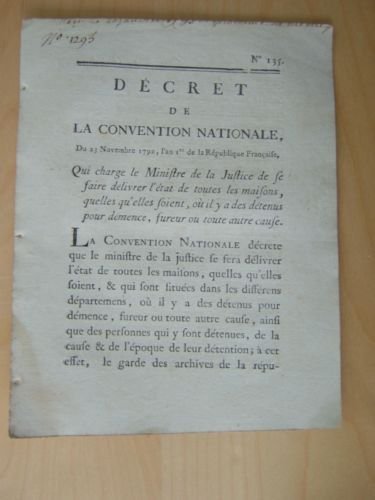 No. 1293
N° 135.
DÉCRET
DE
LA CONVENTION NATIONALE,
Du 23 Novembre 1792, l'an 1er de la République Française,
Qui charge le Ministre de la Justice de se
faire délivrer l'état de toutes les maisons,
quelles qu'elles soient, où il y a des détenus
pour démence, fureur ou toute autre cause.
LA CONVENTION NATIONALE décrete
que le ministre de la justice se fera délivrer
l'état de toutes les maisons, quelles qu'elles
soient, & qui sont situées dans les différens
départemens, où il y a des détenus pour
démence, fureur ou toute autre cause, ainsi
que des personnes qui y sont détenues, de la
cause & de l'époque de leur détention; à cet
effet, le garde des archives de la répu-